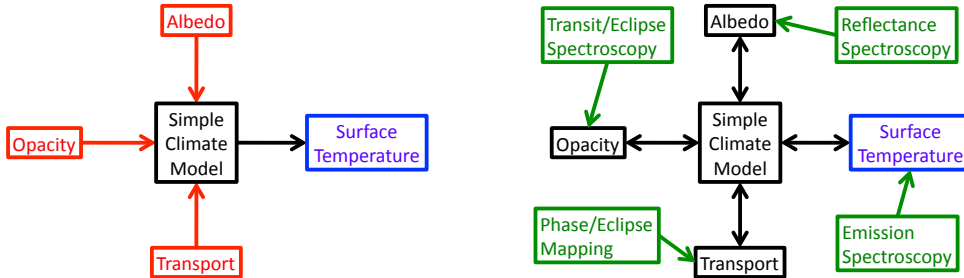 Albedo
Opacity
Simple
Climate
Model
Surface
Temperature
Transport
Transit/Eclipse
Spectroscopy
Albedo
Reflectance
Spectroscopy
Opacity
Simple
Climate
Model
Surface
Temperature
Phase/Eclipse
Mapping
Transport
Emission
Spectroscopy